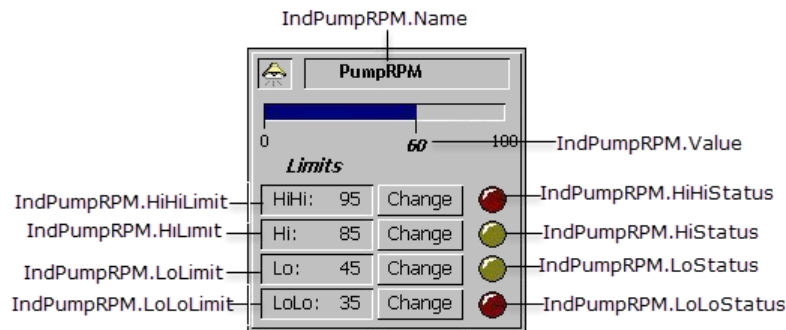 IndPumpRPM.Name
PumpRPM
0 60 100
IndPumpRPM.Value
Limits
IndPumpRPM.HiHiLimit HiHi: 95 Change IndPumpRPM.HiHiStatus
IndPumpRPM.HiLimit Hi: 85 Change IndPumpRPM.HiStatus
IndPumpRPM.LoLimit Lo: 45 Change IndPumpRPM.LoStatus
IndPumpRPM.LoLoLimit LoLo: 35 Change IndPumpRPM.LoLoStatus